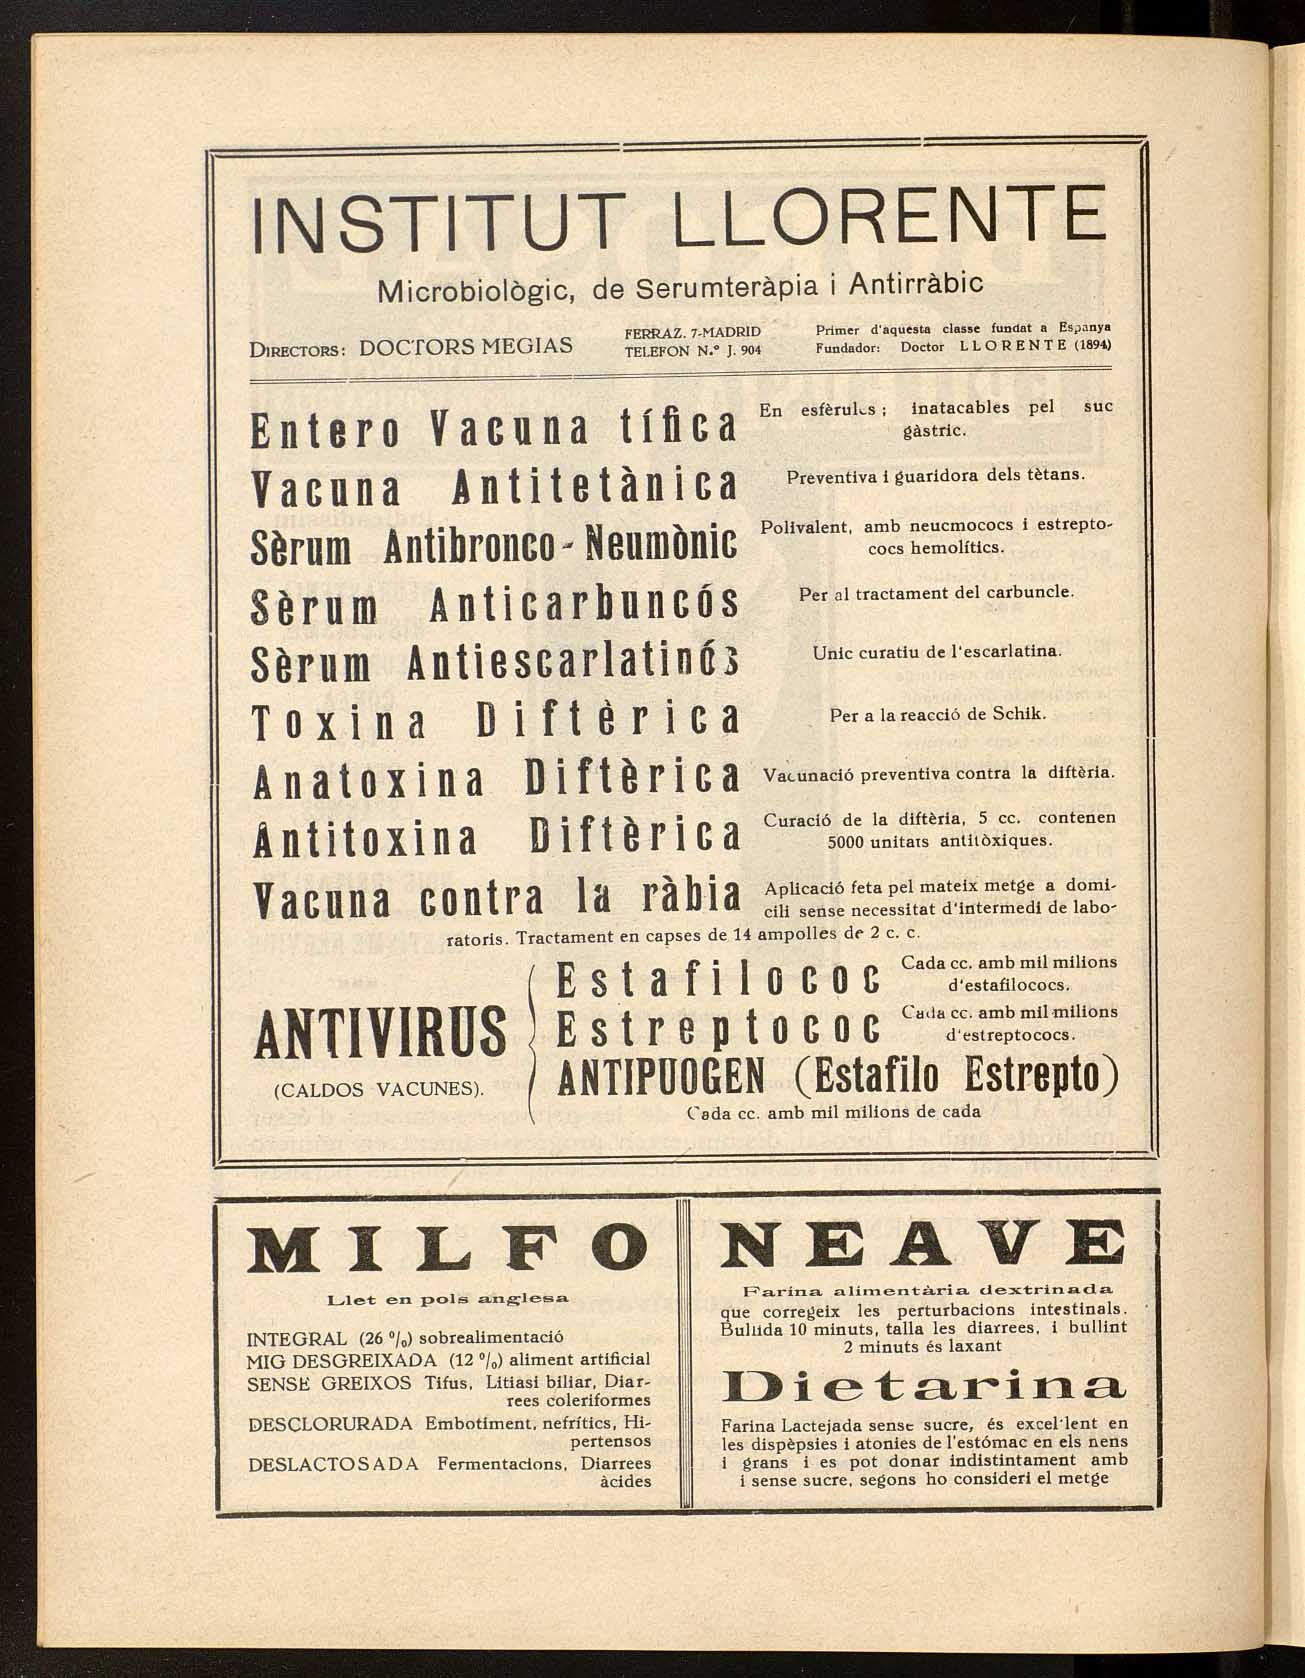 INSTITUT LLORENTE
Microbiològic, de Serumteràpia i Antirràbic
DIRECTORS: DOCTORS MEGIAS
FERRAZ. 7-MADRID
TELEFON N.º J. 904
Primer d'aquesta classe fundat a Espanya
Fundador: Doctor LLORENTE (1894)
Entero Vacuna tífica
En esfèrules; inatacables pel suc
gàstric.
Vacuna Antitetànica
Preventiva i guaridora dels tètans.
Sèrum Antibronco-Neumònic
Polivalent, amb neucmococs i estrepto-
cocs hemolítics.
Sèrum Anticarbuncós
Per al tractament del carbuncle.
Sèrum Antiescarlatinós
Unic curatiu de l'escarlatina.
Toxina Diftèrica
Per a la reacció de Schik.
Anatoxina Diftèrica
Vacunació preventiva contra la diftèria.
Antitoxina Diftèrica
Curació de la diftèria, 5 cc. contenen
5000 unitats antitòxiques.
Vacuna contra la ràbia
Aplicació feta pel mateix metge a domi-
cili sense necessitat d'intermedi de labo-
ratoris. Tractament en capses de 14 ampolles de 2 c. c.
ANTIVIRUS
(CALDOS VACUNES).
Estafilococ
Cada cc. amb mil milions
d'estafilococs.
Estreptococ
Cada cc. amb mil milions
d'estreptococs.
ANTIPUOGEN (Estafilo Estrepto)
Cada cc. amb mil milions de cada
MILFO
Llet en pols anglesa
INTEGRAL (26 %) sobrealimentació
MIG DESGREIXADA (12 %) aliment artificial
SENSE GREIXOS Tifus, Litiasi biliar, Diar-
rees coleriformes
DESCLORURADA Embotiment, nefrítics, Hi-
pertensos
DESLACTOSADA Fermentacions, Diarrees
àcides
NEAVE
Farina alimentària dextrinada
que corregeix les perturbacions intestinals.
Bullida 10 minuts, talla les diarrees, i bullint
2 minuts és laxant
Dietarina
Farina Lactejada sense sucre, és excel'lent en
les dispèpsies i atonies de l'estómac en els nens
i grans i es pot donar indistintament amb
i sense sucre, segons ho consideri el metge